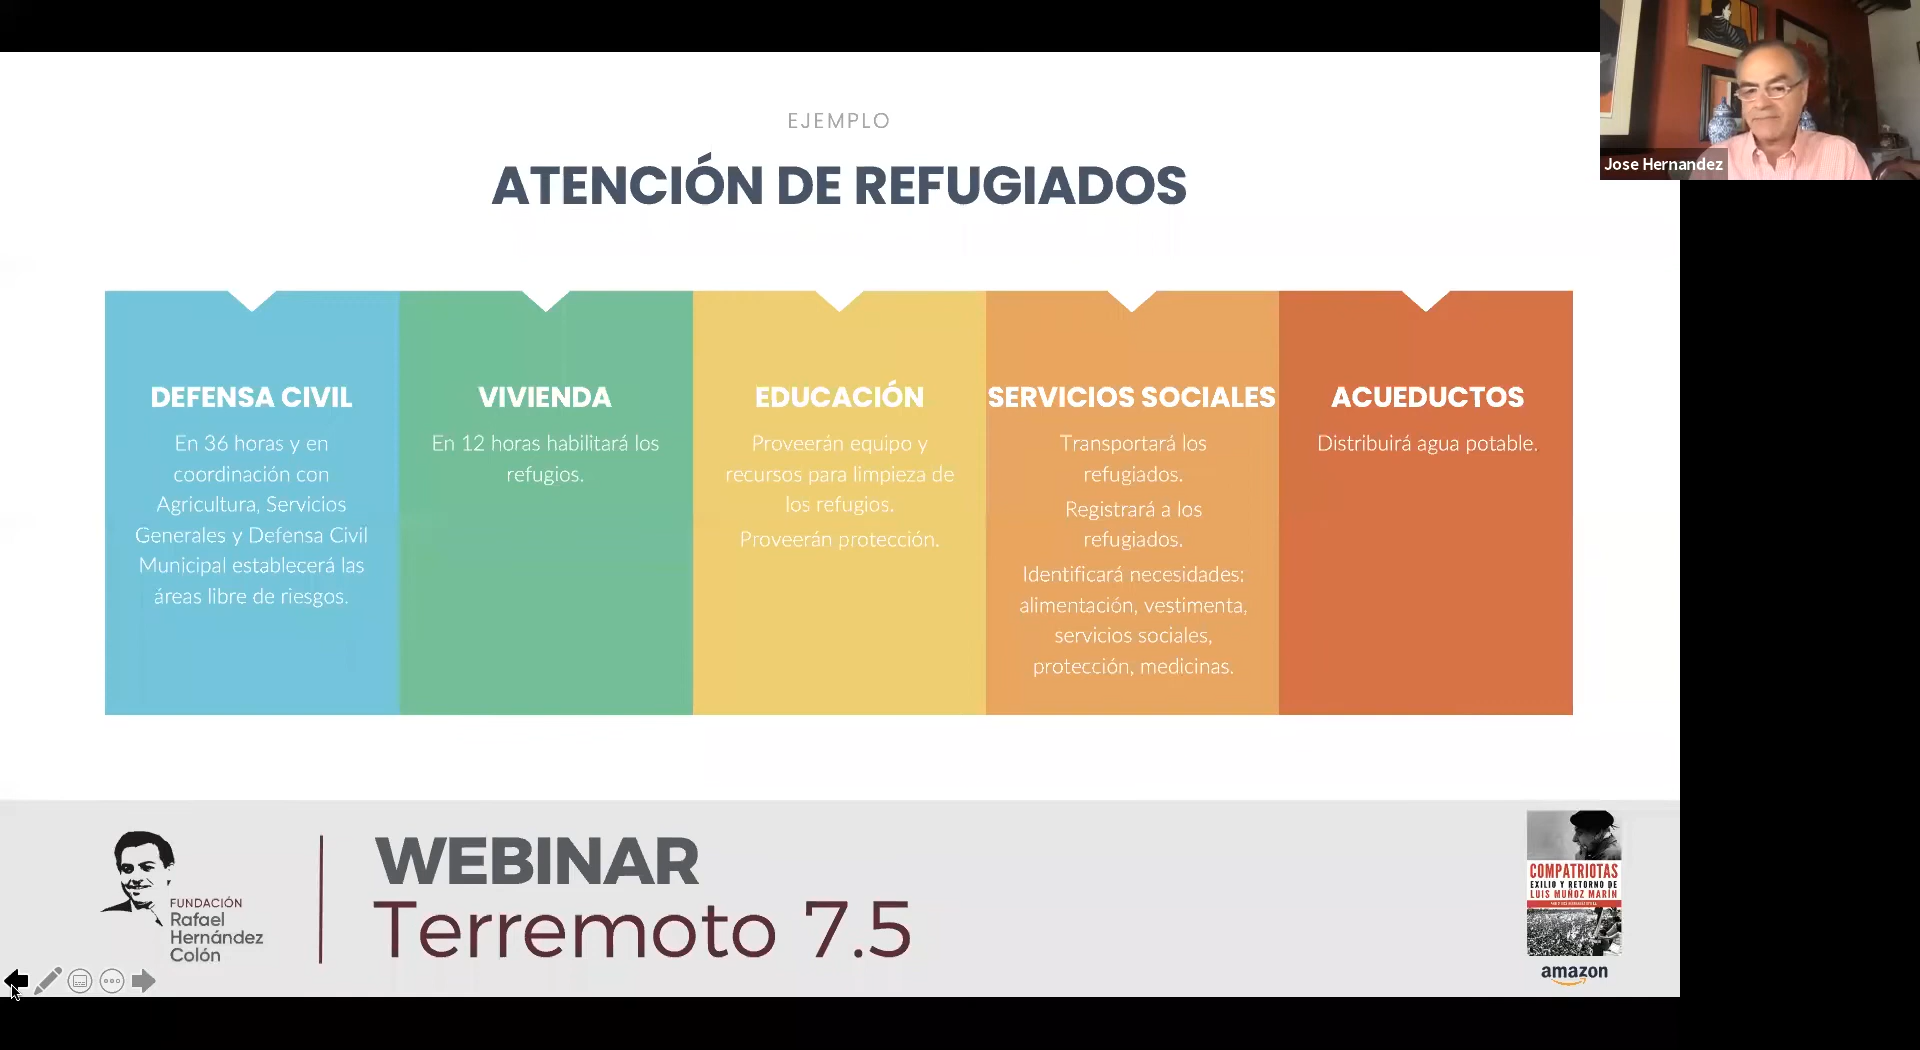 EJEMPLO
ATENCIÓN DE REFUGIADOS
Jose Hernandez
DEFENSA CIVIL
En 36 horas y en
coordinación con
Agricultura, Servicios
Generales y Defensa Civil
Municipal establecerá las
áreas libre de riesgos.
VIVIENDA
En 12 horas habilitará los
refugios.
EDUCACIÓN
Proveerán equipo y
recursos para limpieza de
los refugios.
Proveerán protección.
SERVICIOS SOCIALES
Transportará los
refugiados.
Registrará a los
refugiados.
Identificará necesidades:
alimentación, vestimenta,
servicios sociales,
protección, medicinas.
ACUEDUCTOS
Distribuirá agua potable.
FUNDACIÓN
Rafael
Hernández
Colón
WEBINAR
Terremoto 7.5
COMPATRIOTAS
EXILIO Y RETORNO DE
LUIS MUÑOZ MARÍN
amazon